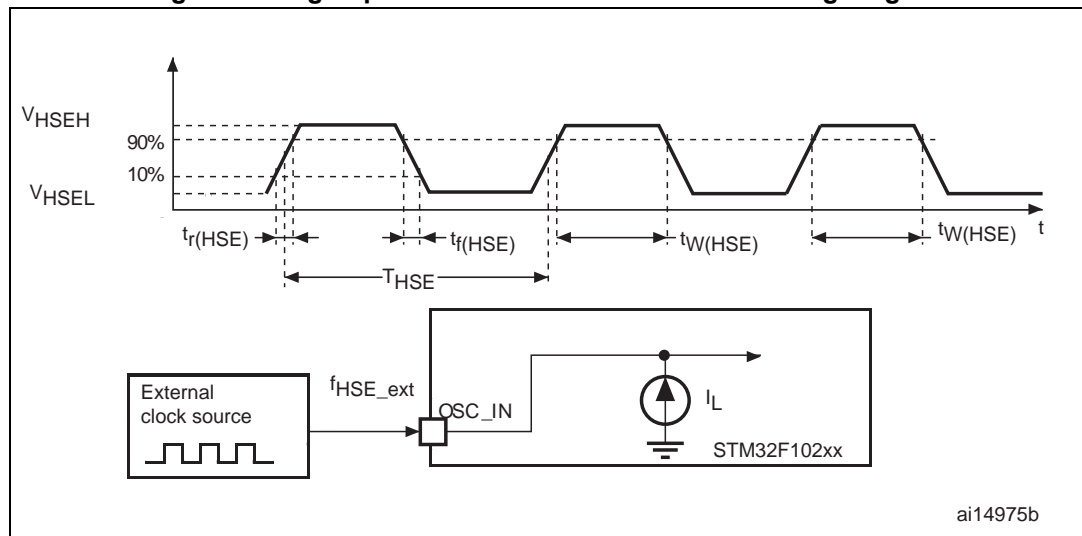 VHSEH
90%
10%
VHSEL
tr(HSE)
tf(HSE)
tW(HSE)
tW(HSE)
t
THSE
External
clock source
fHSE_ext
OSC_IN
IL
STM32F102xx
ai14975b